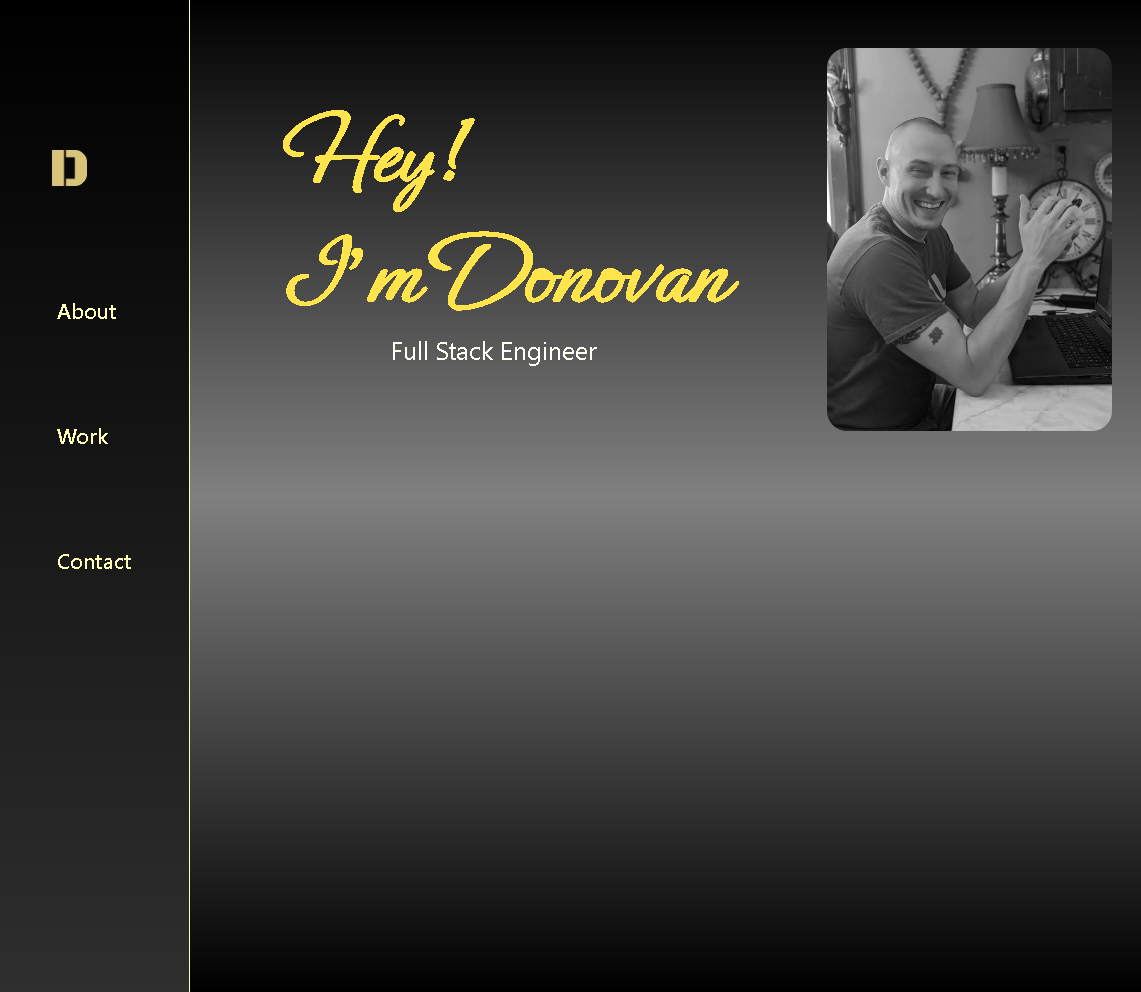 D
About
Work
Contact
Hey!
I'm Donovan
Full Stack Engineer